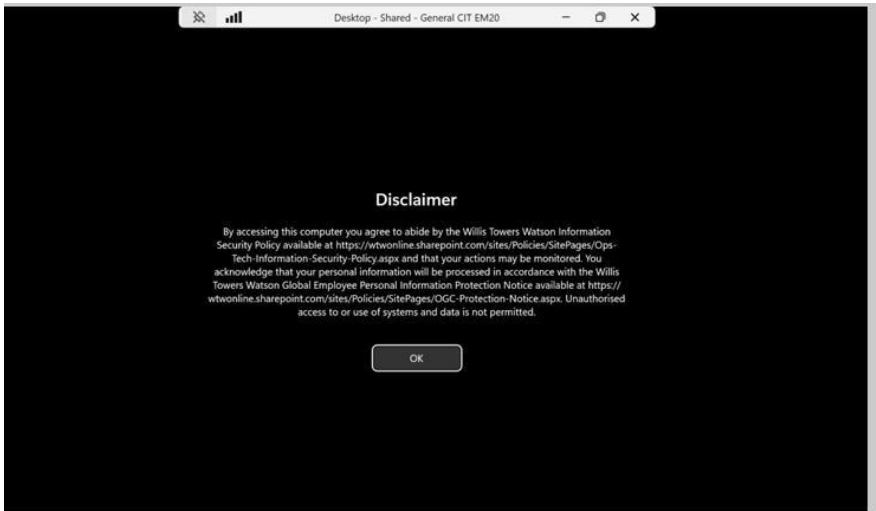 Desktop - Shared - General CIT EM20
Disclaimer
By accessing this computer you agree to abide by the Willis Towers Watson Information
Security Policy available at https://wtwonline.sharepoint.com/sites/Policies/SitePages/Ops-
Tech-Information-Security-Policy.aspx and that your actions may be monitored. You
acknowledge that your personal information will be processed in accordance with the Willis
Towers Watson Global Employee Personal Information Protection Notice available at https://
wtwonline.sharepoint.com/sites/Policies/SitePages/OGC-Protection-Notice.aspx. Unauthorised
access to or use of systems and data is not permitted.
OK